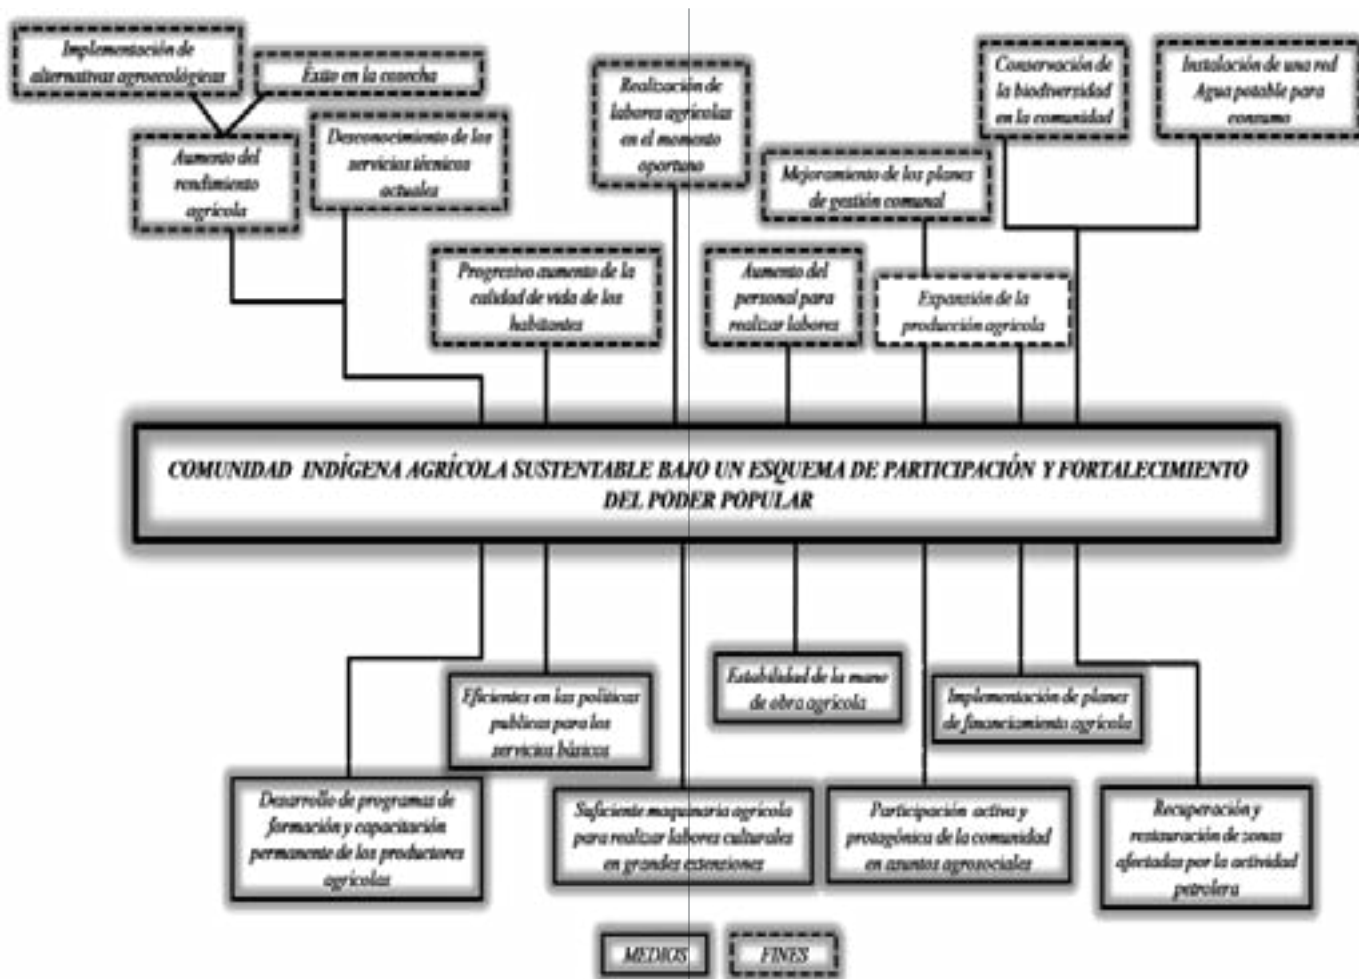 Implementación de
alternativas agroecológicas
Éxito en la cosecha
Aumento del
rendimiento
agrícola
Desconocimiento de los
servicios técnicos
actuales
Progresivo aumento de la
calidad de vida de los
habitantes
Realización de
labores agrícolas
en el momento
oportuno
Aumento del
personal para
realizar labores
Mejoramiento de los planes
de gestión comunal
Expansión de la
producción agrícola
Conservación de
la biodiversidad
en la comunidad
Instalación de una red
Agua potable para
consumo
COMUNIDAD INDÍGENA AGRÍCOLA SUSTENTABLE BAJO UN ESQUEMA DE PARTICIPACIÓN Y FORTALECIMIENTO
DEL PODER POPULAR
Desarrollo de programas de
formación y capacitación
permanente de los productores
agrícolas
Eficientes en las políticas
publicas para los
servicios básicos
Suficiente maquinaria agrícola
para realizar labores culturales
en grandes extensiones
Estabilidad de la mano
de obra agrícola
Participación activa y
protagónica de la comunidad
en asuntos agrosociales
Implementación de planes
de financiamiento agrícola
Recuperación y
restauración de zonas
afectadas por la actividad
petrolera
MEDIOS
FINES